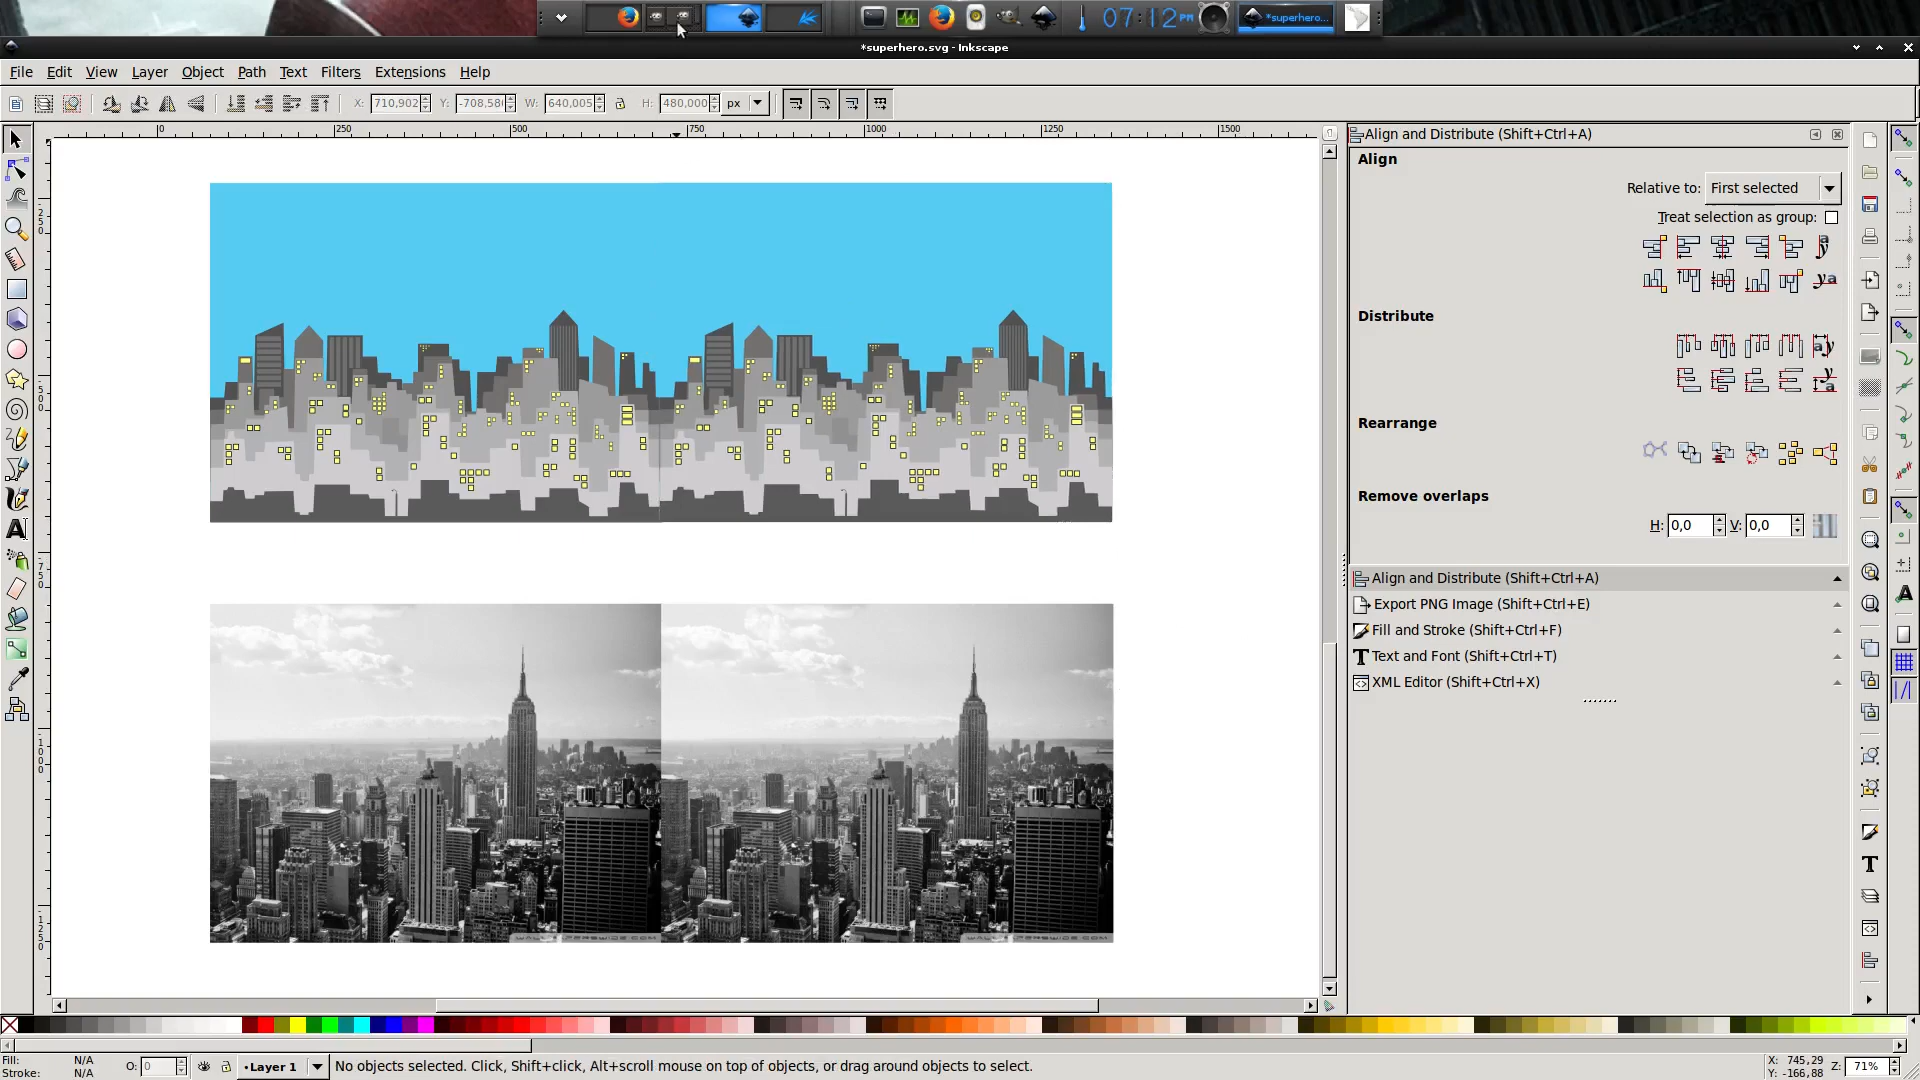 07:12 PM
*superhero...
*superhero.svg - Inkscape
File Edit View Layer Object Path Text Filters Extensions Help
X: 710,902 Y: -708,58 W: 640,005 H: 480,000 px
0 250 500 750 1000 1250 1500
Align and Distribute (Shift+Ctrl+A)
Align
Relative to: First selected
Treat selection as group:
Distribute
Rearrange
Remove overlaps
H: 0,0 V: 0,0
Align and Distribute (Shift+Ctrl+A)
Export PNG Image (Shift+Ctrl+E)
Fill and Stroke (Shift+Ctrl+F)
Text and Font (Shift+Ctrl+T)
XML Editor (Shift+Ctrl+X)
Fill: N/A
Stroke: N/A
O: 0
•Layer 1
No objects selected. Click, Shift+click, Alt+scroll mouse on top of objects, or drag around objects to select.
X: 745,29
Y: -166,88
Z: 71%